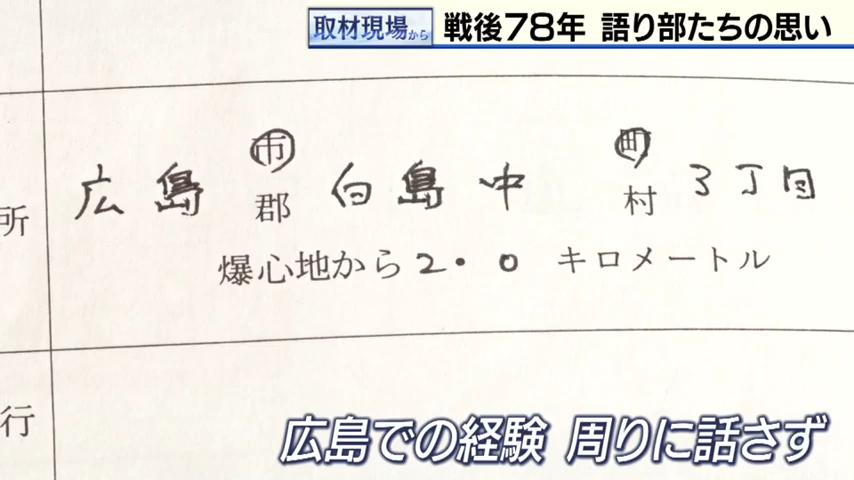 取材現場から 戦後78年 語り部たちの思い
市 町
所 広島 郡 白島中 村 3丁目
爆心地から2.0 キロメートル
行
広島での経験 周りに話さず